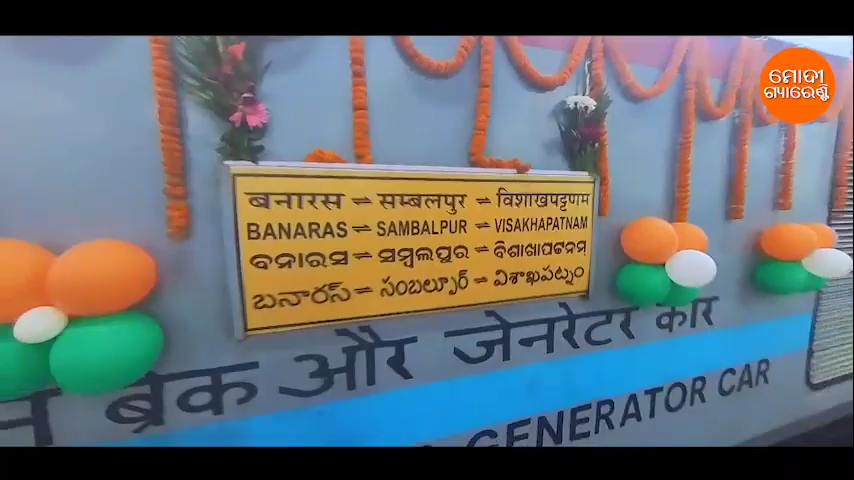 ମୋଦୀ
ଗ୍ୟାରେଣ୍ଟି
बनारस ⇌ सम्बलपुर ⇌ विशाखपट्टणम
BANARAS ⇌ SAMBALPUR ⇌ VISAKHAPATNAM
ବନାରସ ⇌ ସମ୍ବଲପୁର ⇌ ବିଶାଖାପଟନମ୍
బనారస్ ⇌ సంబల్పూర్ ⇌ విశాఖపట్నం
ब्रेक और जेनरेटर कार
GENERATOR CAR